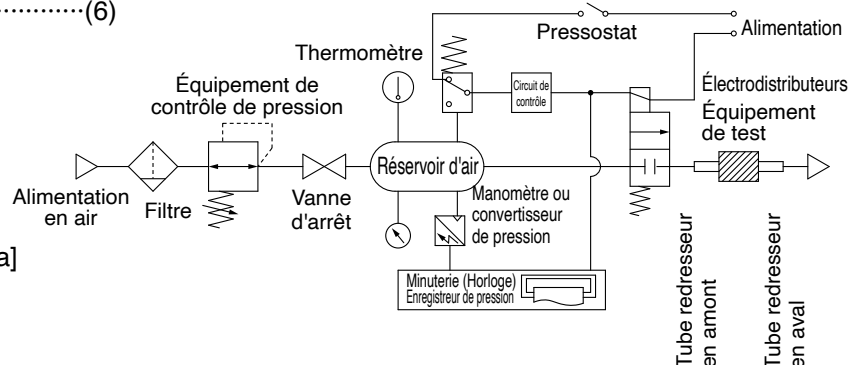 ············(6)
Pressostat
Alimentation
Thermomètre
Équipement de
contrôle de pression
Circuit de
contrôle
Électrodistributeurs
Équipement
de test
Réservoir d'air
Alimentation
en air
Filtre
Vanne
d'arrêt
Manomètre ou
convertisseur
de pression
a]
Minuterie (Horloge)
Enregistreur de pression
Tube redresseur
en amont
Tube redresseur
en aval